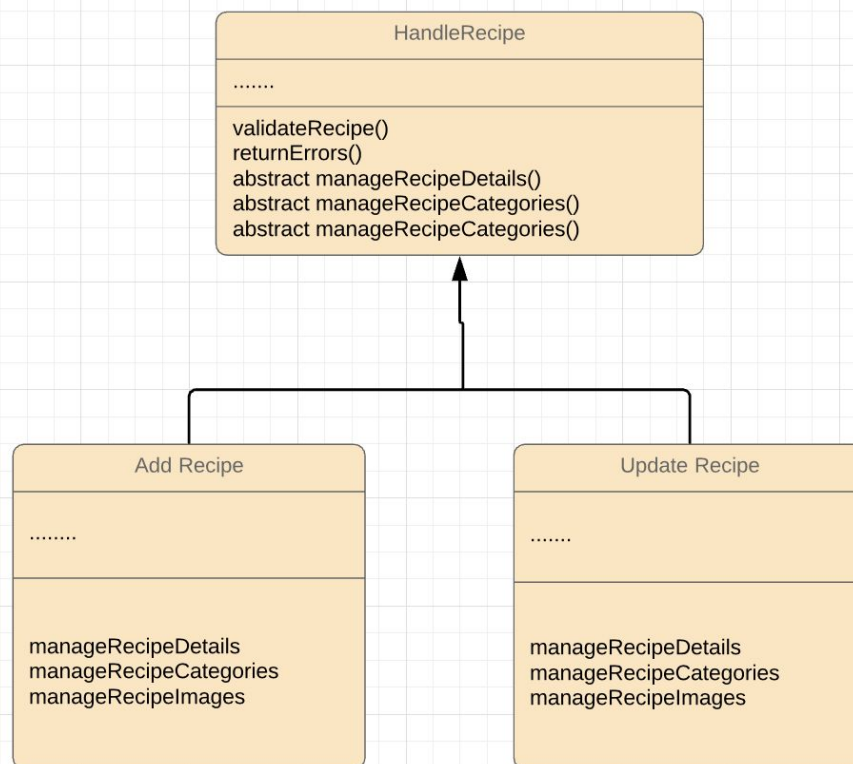 HandleRecipe
.......
validateRecipe()
returnErrors()
abstract manageRecipeDetails()
abstract manageRecipeCategories()
abstract manageRecipeCategories()
Add Recipe
........
manageRecipeDetails
manageRecipeCategories
manageRecipeImages
Update Recipe
.......
manageRecipeDetails
manageRecipeCategories
manageRecipeImages